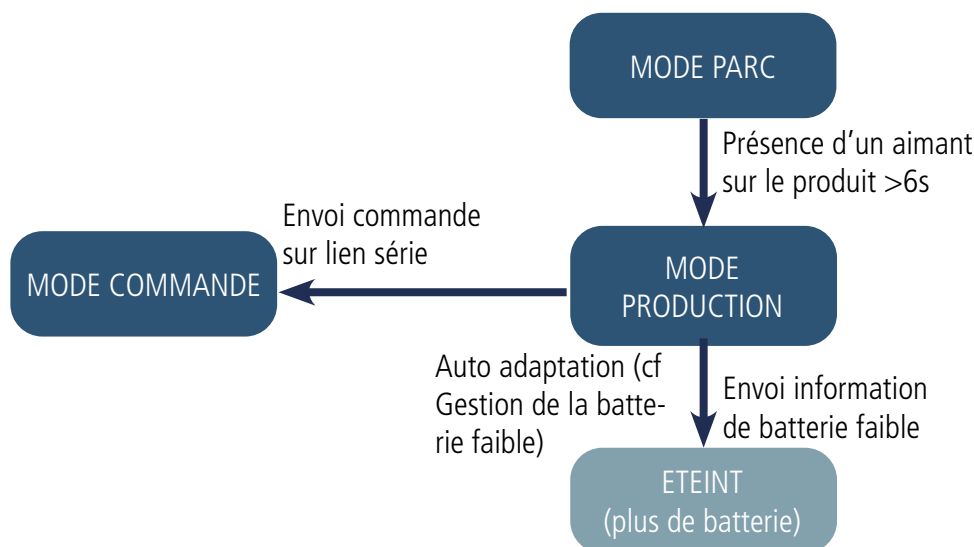 MODE PARC
Présence d’un aimant
sur le produit >6s
Envoi commande
sur lien série
MODE COMMANDE
MODE
PRODUCTION
Auto adaptation (cf
Gestion de la batte-
rie faible)
Envoi information
de batterie faible
ETEINT
(plus de batterie)